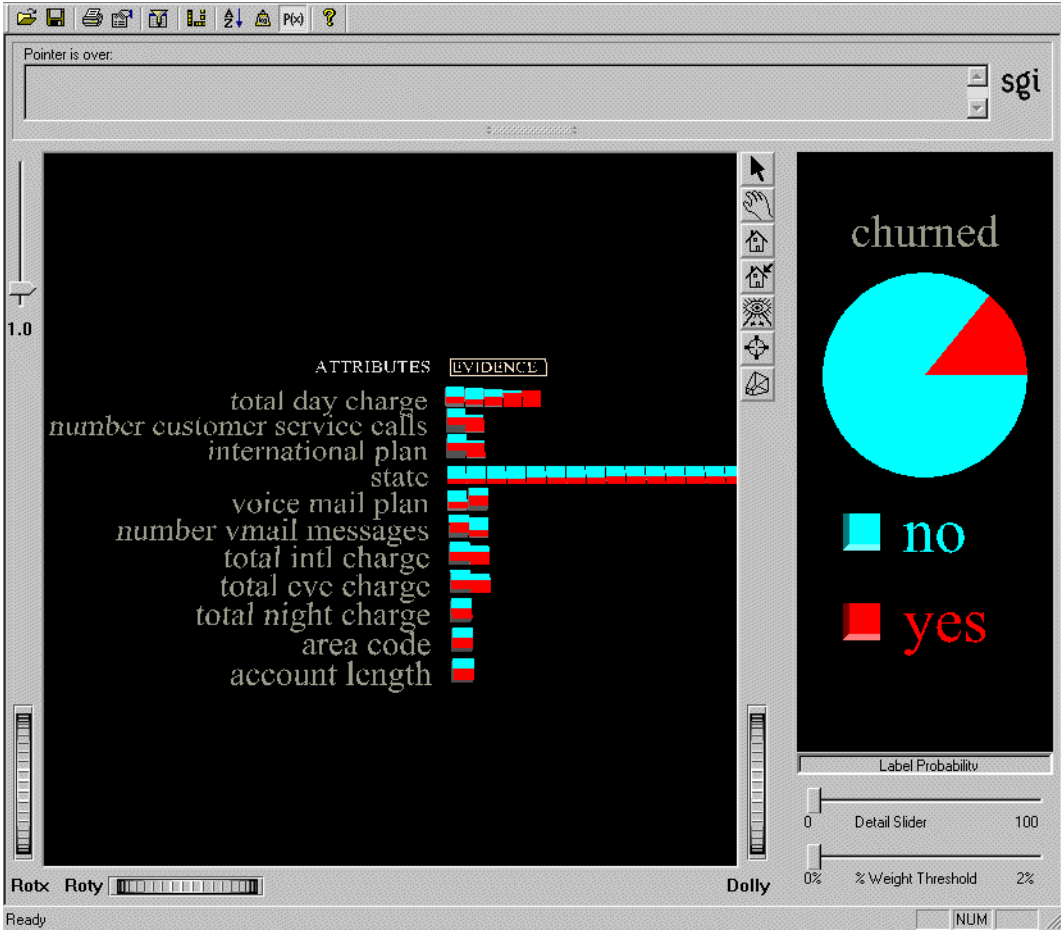 P(x)
Pointer is over:
sgi
1.0
churned
ATTRIBUTES EVIDENCE
total day charge
number customer service calls
international plan
state
voice mail plan
number vmail messages
total intl charge
total eve charge
total night charge
area code
account length
no
yes
Label Probability
0 Detail Slider 100
0% % Weight Threshold 2%
Rotx Roty Dolly
Ready NUM